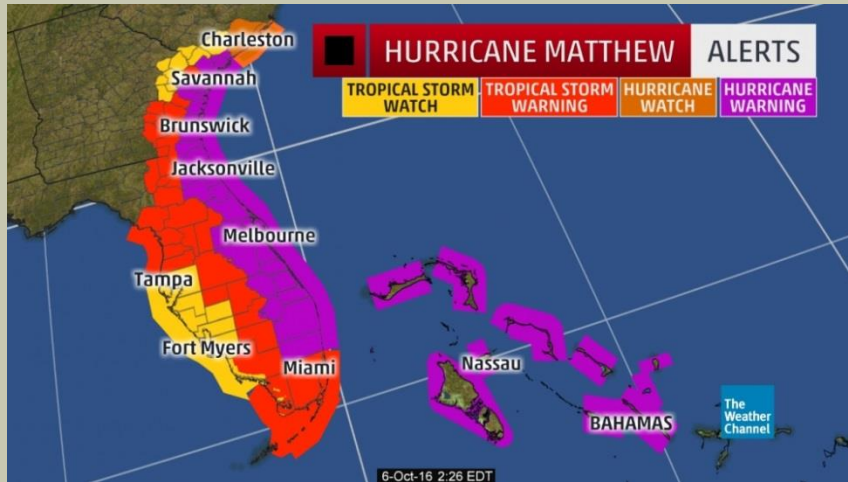 HURRICANE MATTHEW
ALERTS
TROPICAL STORM
WATCH
TROPICAL STORM
WARNING
HURRICANE
WATCH
HURRICANE
WARNING
Charleston
Savannah
Brunswick
Jacksonville
Melbourne
Tampa
Fort Myers
Miami
Nassau
BAHAMAS
The
Weather
Channel
6-Oct-16 2:26 EDT